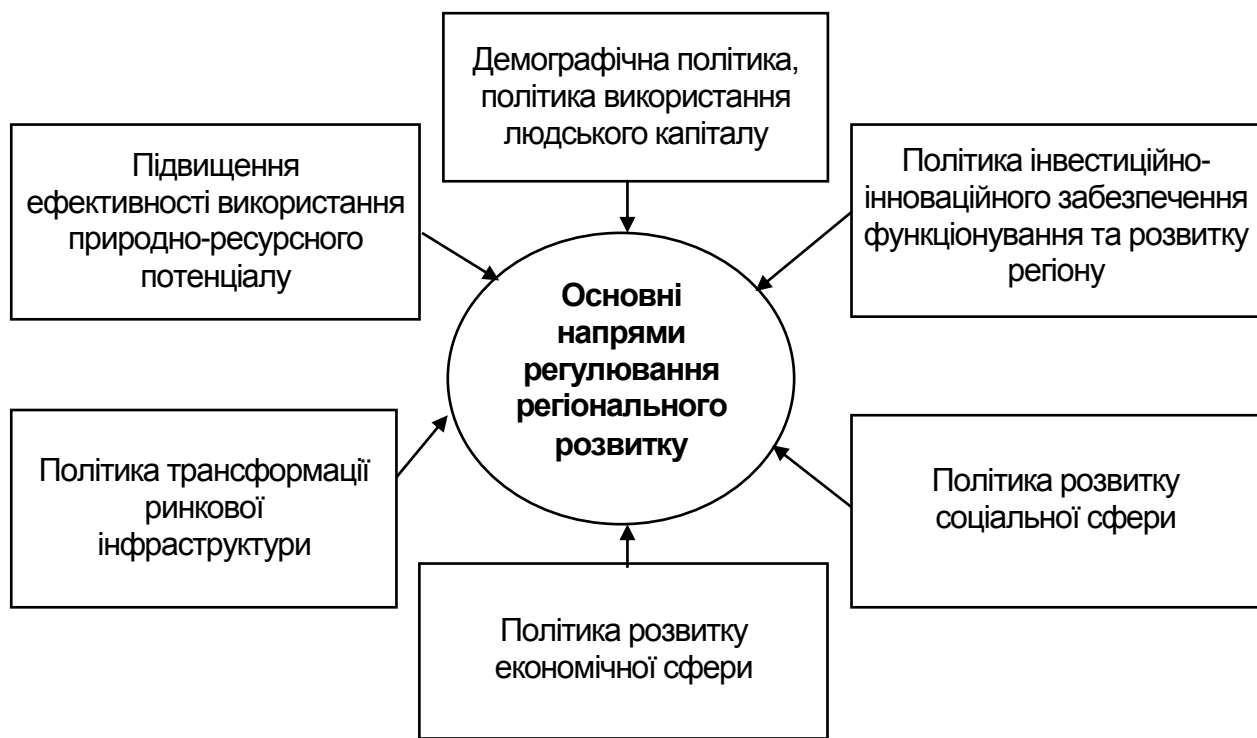 Демографічна політика,
політика використання
людського капіталу
Підвищення
ефективності використання
природно-ресурсного
потенціалу
Політика інвестиційно-
інноваційного забезпечення
функціонування та розвитку
регіону
Основні
напрями
регулювання
регіонального
розвитку
Політика трансформації
ринкової
інфраструктури
Політика розвитку
соціальної сфери
Політика розвитку
економічної сфери